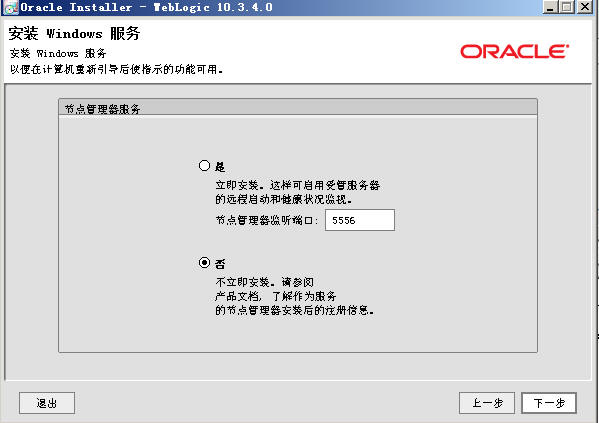 Oracle Installer - WebLogic 10.3.4.0
安装 Windows 服务
安装 Windows 服务
以便在计算机重新引导后使指示的功能可用。
ORACLE
节点管理器服务
是
立即安装。这样可启用受管服务器
的远程启动和健康状况监视。
节点管理器监听端口: 5556
否
不立即安装。请参阅
产品文档, 了解作为服务
的节点管理器安装后的注册信息。
退出
上一步
下一步